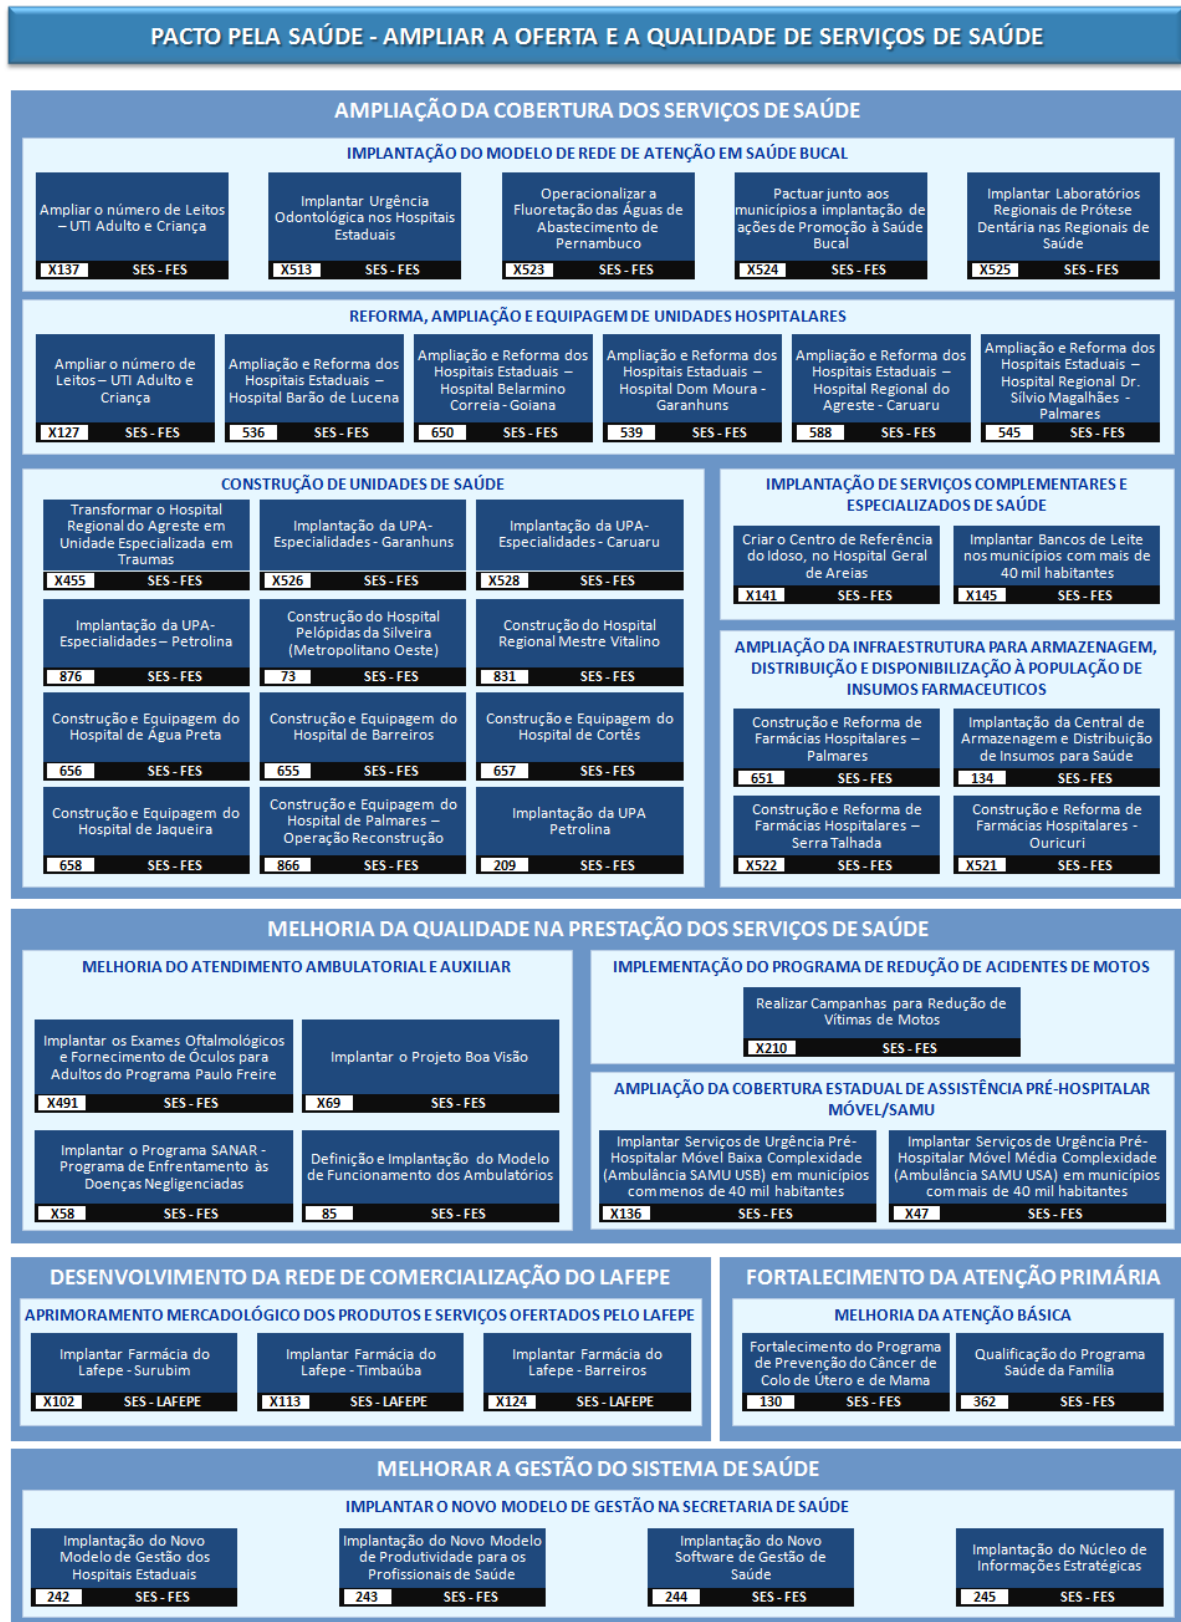 PACTO PELA SAÚDE - AMPLIAR A OFERTA E A QUALIDADE DE SERVIÇOS DE SAÚDE
AMPLIAÇÃO DA COBERTURA DOS SERVIÇOS DE SAÚDE
IMPLANTAÇÃO DO MODELO DE REDE DE ATENÇÃO EM SAÚDE BUCAL
Ampliar o número de Leitos
– UTI Adulto e Criança
X137 SES - FES
Implantar Urgência
Odontológica nos Hospitais
Estaduais
X513 SES - FES
Operacionalizar a
Fluoretação das Águas de
Abastecimento de
Pernambuco
X523 SES - FES
Pactuar junto aos
municípios a implantação de
ações de Promoção à Saúde
Bucal
X524 SES - FES
Implantar Laboratórios
Regionais de Prótese
Dentária nas Regionais de
Saúde
X525 SES - FES
REFORMA, AMPLIAÇÃO E EQUIPAGEM DE UNIDADES HOSPITALARES
Ampliar o número de
Leitos – UTI Adulto e
Criança
X127 SES - FES
Ampliação e Reforma dos
Hospitais Estaduais –
Hospital Barão de Lucena
536 SES - FES
Ampliação e Reforma dos
Hospitais Estaduais –
Hospital Belarmino
Correia - Goiana
650 SES - FES
Ampliação e Reforma dos
Hospitais Estaduais –
Hospital Dom Moura -
Garanhuns
539 SES - FES
Ampliação e Reforma dos
Hospitais Estaduais –
Hospital Regional do
Agreste - Caruaru
588 SES - FES
Ampliação e Reforma dos
Hospitais Estaduais –
Hospital Regional Dr.
Sílvio Magalhães -
Palmares
545 SES - FES
CONSTRUÇÃO DE UNIDADES DE SAÚDE
Transformar o Hospital
Regional do Agreste em
Unidade Especializada em
Traumas
X455 SES - FES
Implantação da UPA-
Especialidades - Garanhuns
X526 SES - FES
Implantação da UPA-
Especialidades - Caruaru
X528 SES - FES
Implantação da UPA-
Especialidades – Petrolina
876 SES - FES
Construção do Hospital
Pelópidas da Silveira
(Metropolitano Oeste)
73 SES - FES
Construção do Hospital
Regional Mestre Vitalino
831 SES - FES
Construção e Equipagem do
Hospital de Água Preta
656 SES - FES
Construção e Equipagem do
Hospital de Barreiros
655 SES - FES
Construção e Equipagem do
Hospital de Cortês
657 SES - FES
Construção e Equipagem do
Hospital de Jaqueira
658 SES - FES
Construção e Equipagem do
Hospital de Palmares –
Operação Reconstrução
866 SES - FES
Implantação da UPA
Petrolina
209 SES - FES
IMPLANTAÇÃO DE SERVIÇOS COMPLEMENTARES E
ESPECIALIZADOS DE SAÚDE
Criar o Centro de Referência
do Idoso, no Hospital Geral
de Areias
X141 SES - FES
Implantar Bancos de Leite
nos municípios com mais de
40 mil habitantes
X145 SES - FES
AMPLIAÇÃO DA INFRAESTRUTURA PARA ARMAZENAGEM,
DISTRIBUIÇÃO E DISPONIBILIZAÇÃO À POPULAÇÃO DE
INSUMOS FARMACEUTICOS
Construção e Reforma de
Farmácias Hospitalares –
Palmares
651 SES - FES
Implantação da Central de
Armazenagem e Distribuição
de Insumos para Saúde
134 SES - FES
Construção e Reforma de
Farmácias Hospitalares –
Serra Talhada
X522 SES - FES
Construção e Reforma de
Farmácias Hospitalares -
Ouricuri
X521 SES - FES
MELHORIA DA QUALIDADE NA PRESTAÇÃO DOS SERVIÇOS DE SAÚDE
MELHORIA DO ATENDIMENTO AMBULATORIAL E AUXILIAR
Implantar os Exames Oftalmológicos
e Fornecimento de Óculos para
Adultos do Programa Paulo Freire
X491 SES - FES
Implantar o Projeto Boa Visão
X69 SES - FES
Implantar o Programa SANAR -
Programa de Enfrentamento às
Doenças Negligenciadas
X58 SES - FES
Definição e Implantação do Modelo
de Funcionamento dos Ambulatórios
85 SES - FES
IMPLEMENTAÇÃO DO PROGRAMA DE REDUÇÃO DE ACIDENTES DE MOTOS
Realizar Campanhas para Redução de
Vítimas de Motos
X210 SES - FES
AMPLIAÇÃO DA COBERTURA ESTADUAL DE ASSISTÊNCIA PRÉ-HOSPITALAR
MÓVEL/SAMU
Implantar Serviços de Urgência Pré-
Hospitalar Móvel Baixa Complexidade
(Ambulância SAMU USB) em municípios
com menos de 40 mil habitantes
X136 SES - FES
Implantar Serviços de Urgência Pré-
Hospitalar Móvel Média Complexidade
(Ambulância SAMU USA) em municípios
com mais de 40 mil habitantes
X47 SES - FES
DESENVOLVIMENTO DA REDE DE COMERCIALIZAÇÃO DO LAFEPE
APRIMORAMENTO MERCADOLÓGICO DOS PRODUTOS E SERVIÇOS OFERTADOS PELO LAFEPE
Implantar Farmácia do
Lafepe - Surubim
X102 SES - LAFEPE
Implantar Farmácia do
Lafepe - Timbaúba
X113 SES - LAFEPE
Implantar Farmácia do
Lafepe - Barreiros
X124 SES - LAFEPE
FORTALECIMENTO DA ATENÇÃO PRIMÁRIA
MELHORIA DA ATENÇÃO BÁSICA
Fortalecimento do Programa
de Prevenção do Câncer de
Colo de Útero e de Mama
130 SES - FES
Qualificação do Programa
Saúde da Família
362 SES - FES
MELHORAR A GESTÃO DO SISTEMA DE SAÚDE
IMPLANTAR O NOVO MODELO DE GESTÃO NA SECRETARIA DE SAÚDE
Implantação do Novo
Modelo de Gestão dos
Hospitais Estaduais
242 SES - FES
Implantação do Novo Modelo
de Produtividade para os
Profissionais de Saúde
243 SES - FES
Implantação do Novo
Software de Gestão de
Saúde
244 SES - FES
Implantação do Núcleo de
Informações Estratégicas
245 SES - FES